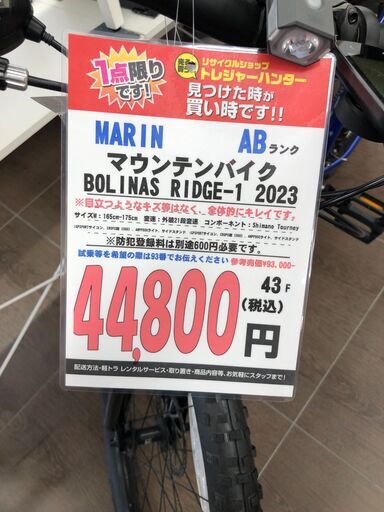 1点限り
です!
リサイクルショップ
トレジャーハンター
見つけた時が
買い時です!!
MARIN ABランク
マウンテンバイク
BOLINAS RIDGE-1 2023
※目立つようなキズ等はなく、全体的にキレイです。
サイズM：165cm-175cm 変速：外装21段変速 コンポーネント：Shimano Tourney
※防犯登録料は別途600円必要です。
試乗等を希望の際は93番でお伝えください 参考売価¥93,000-
43F
44,800円
(税込)
配送方法・軽トラ レンタルサービス・取り置き・商品内容等、お気軽にスタッフまで！